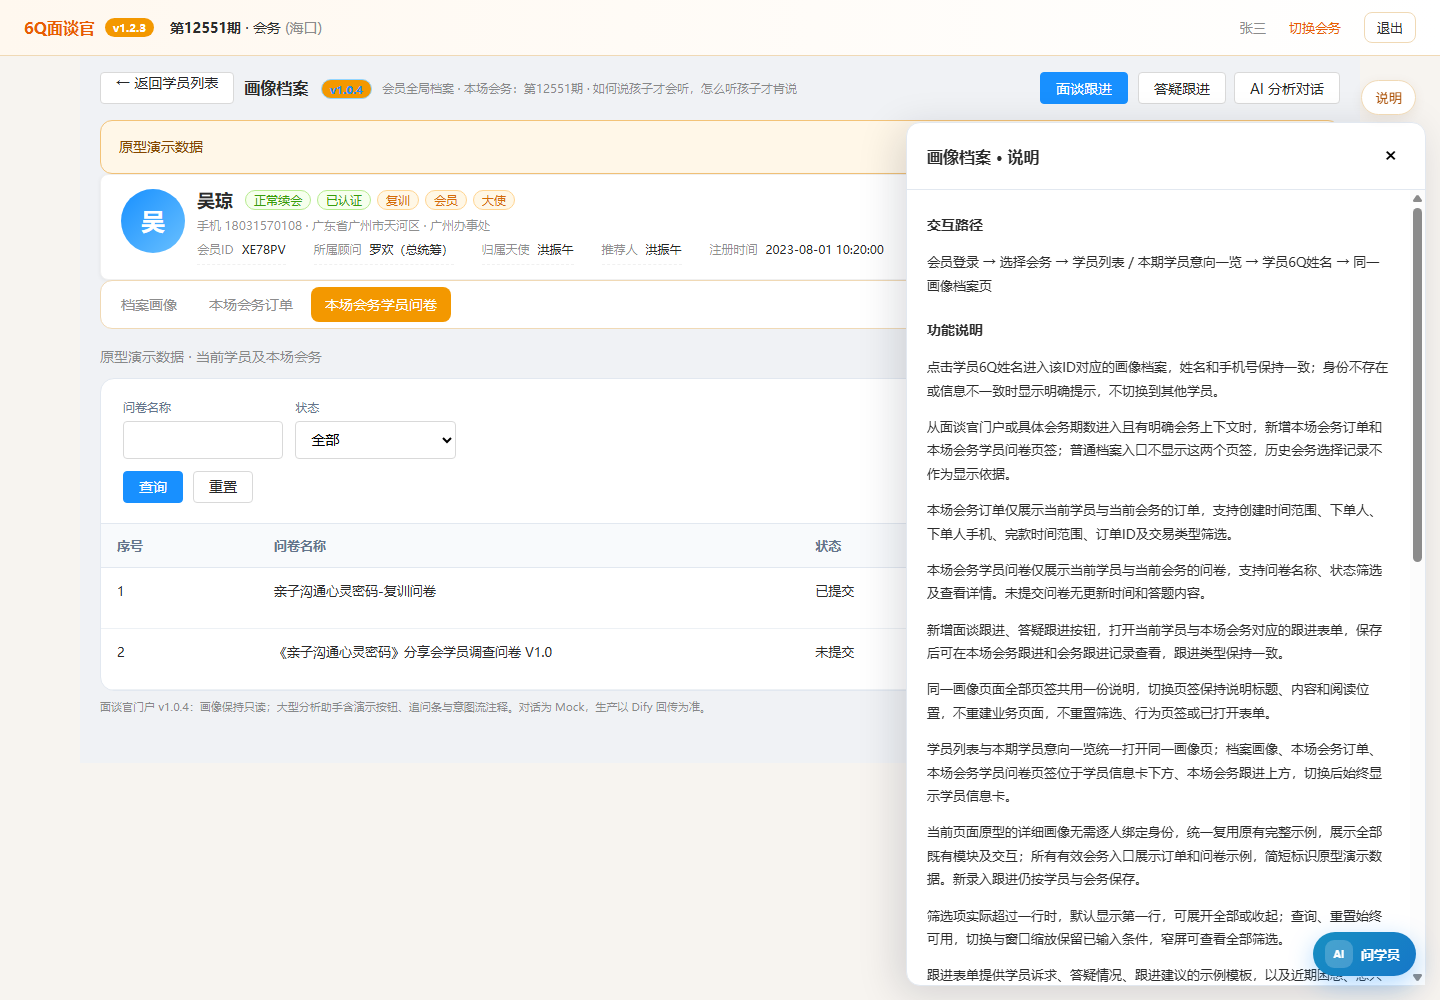 6Q面谈官 v1.2.3 第12551期 · 会务 (海口) 张三 切换会务 退出
← 返回学员列表 画像档案 v1.0.4 会员全局档案 · 本场会务：第12551期 · 如何说孩子才会听，怎么听孩子才肯说 面谈跟进 答疑跟进 AI 分析对话 说明
原型演示数据
吴 吴琼 正常续会 已认证 复训 会员 大使
手机 18031570108 · 广东省广州市天河区 · 广州办事处
会员ID XE78PV 所属顾问 罗欢（总统筹） 归属天使 洪振午 推荐人 洪振午 注册时间 2023-08-01 10:20:00
档案画像 本场会务订单 本场会务学员问卷
原型演示数据 · 当前学员及本场会务
问卷名称 状态
全部
查询 重置
序号 问卷名称 状态
1 亲子沟通心灵密码-复训问卷 已提交
2 《亲子沟通心灵密码》分享会学员调查问卷 V1.0 未提交
面谈官门户 v1.0.4：画像保持只读；大型分析助手含演示按钮、追问条与意图流注释。对话为 Mock，生产以 Dify 回传为准。
画像档案 • 说明 ×
交互路径
会员登录 → 选择会务 → 学员列表 / 本期学员意向一览 → 学员6Q姓名 → 同一
画像档案页
功能说明
点击学员6Q姓名进入该ID对应的画像档案，姓名和手机号保持一致；身份不存在
或信息不一致时显示明确提示，不切换到其他学员。
从面谈官门户或具体会务期数进入且有明确会务上下文时，新增本场会务订单和
本场会务学员问卷页签；普通档案入口不显示这两个页签，历史会务选择记录不
作为显示依据。
本场会务订单仅展示当前学员与当前会务的订单，支持创建时间范围、下单人、
下单人手机、完款时间范围、订单ID及交易类型筛选。
本场会务学员问卷仅展示当前学员与当前会务的问卷，支持问卷名称、状态筛选
及查看详情。未提交问卷无更新时间和答题内容。
新增面谈跟进、答疑跟进按钮，打开当前学员与本场会务对应的跟进表单，保存
后可在本场会务跟进和会务跟进记录查看，跟进类型保持一致。
同一画像页面全部页签共用一份说明，切换页签保持说明标题、内容和阅读位
置，不重建业务页面，不重置筛选、行为页签或已打开表单。
学员列表与本期学员意向一览统一打开同一画像页；档案画像、本场会务订单、
本场会务学员问卷页签位于学员信息卡下方、本场会务跟进上方，切换后始终显
示学员信息卡。
当前页面原型的详细画像无需逐人绑定身份，统一复用原有完整示例，展示全部
既有模块及交互；所有有效会务入口展示订单和问卷示例，简短标识原型演示数
据。新录入跟进仍按学员与会务保存。
筛选项实际超过一行时，默认显示第一行，可展开全部或收起；查询、重置始终
可用，切换与窗口缩放保留已输入条件，窄屏可查看全部筛选。
跟进表单提供学员诉求、答疑情况、跟进建议的示例模板，以及近期
AI 问学员